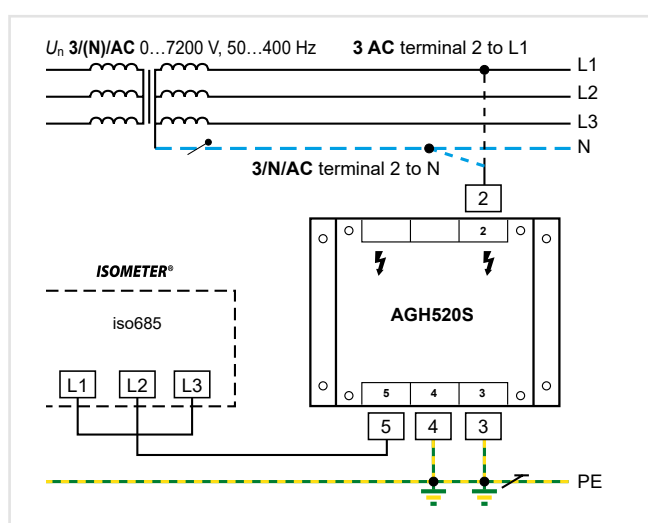 Un 3/(N)/AC 0…7200 V, 50…400 Hz
3 AC terminal 2 to L1
L1
L2
L3
N
3/N/AC terminal 2 to N
2
2
ISOMETER®
iso685
AGH520S
L1 L2 L3
5 4 3
5 4 3
PE